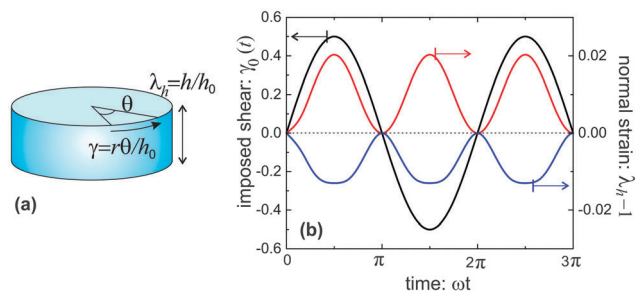 (a)
λh=h/h0
θ
γ=rθ/h0
(b)
imposed shear: γ0(t)
0.6
0.4
0.2
0.0
-0.2
-0.4
-0.6
0
π
2π
3π
time: ωt
0.02
0.00
-0.02
normal strain: λh−1